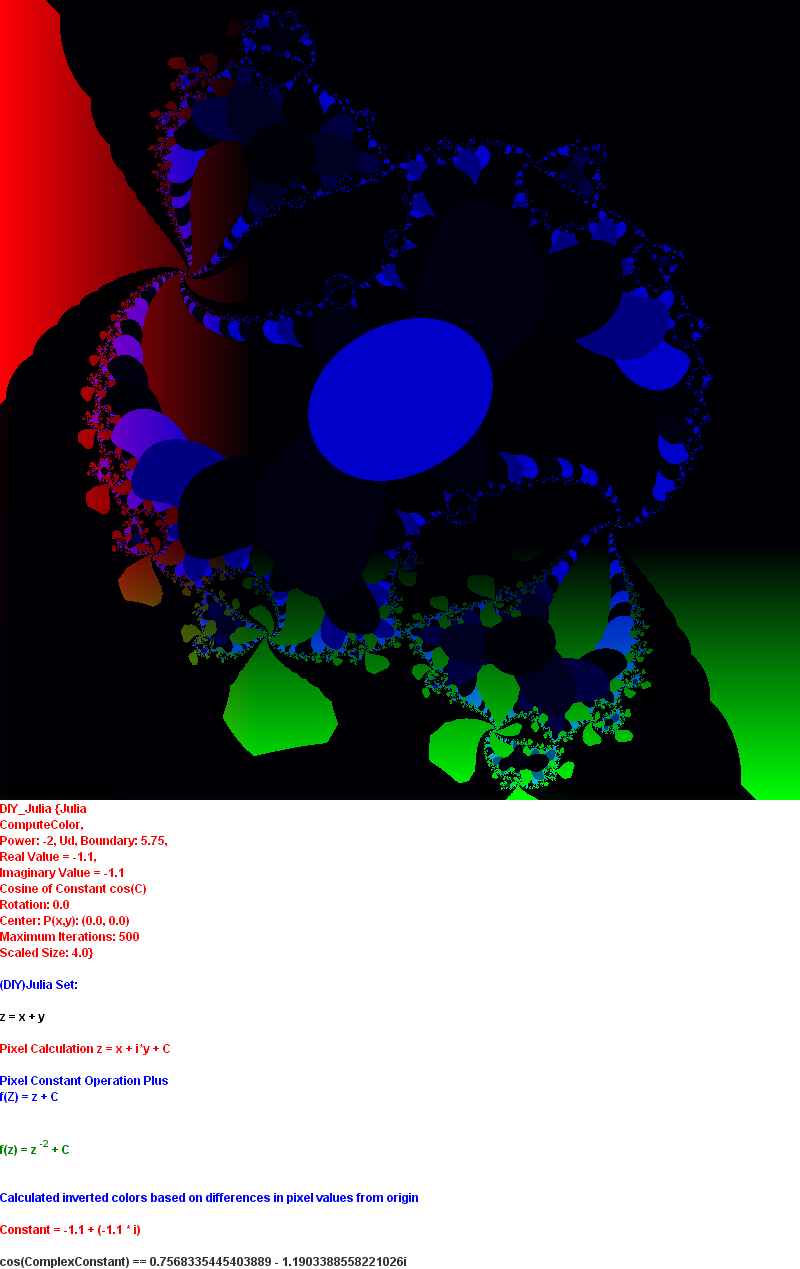 DIY_Julia {Julia
ComputeColor,
Power: -2, Ud, Boundary: 5.75,
Real Value = -1.1,
Imaginary Value = -1.1
Cosine of Constant cos(C)
Rotation: 0.0
Center: P(x,y): (0.0, 0.0)
Maximum Iterations: 500
Scaled Size: 4.0}
(DIY)Julia Set:
z = x + y
Pixel Calculation z = x + i*y + C
Pixel Constant Operation Plus
f(Z) = z + C
f(z) = z -2 + C
Calculated inverted colors based on differences in pixel values from origin
Constant = -1.1 + (-1.1 * i)
cos(ComplexConstant) == 0.7568335445403889 - 1.1903388558221026i